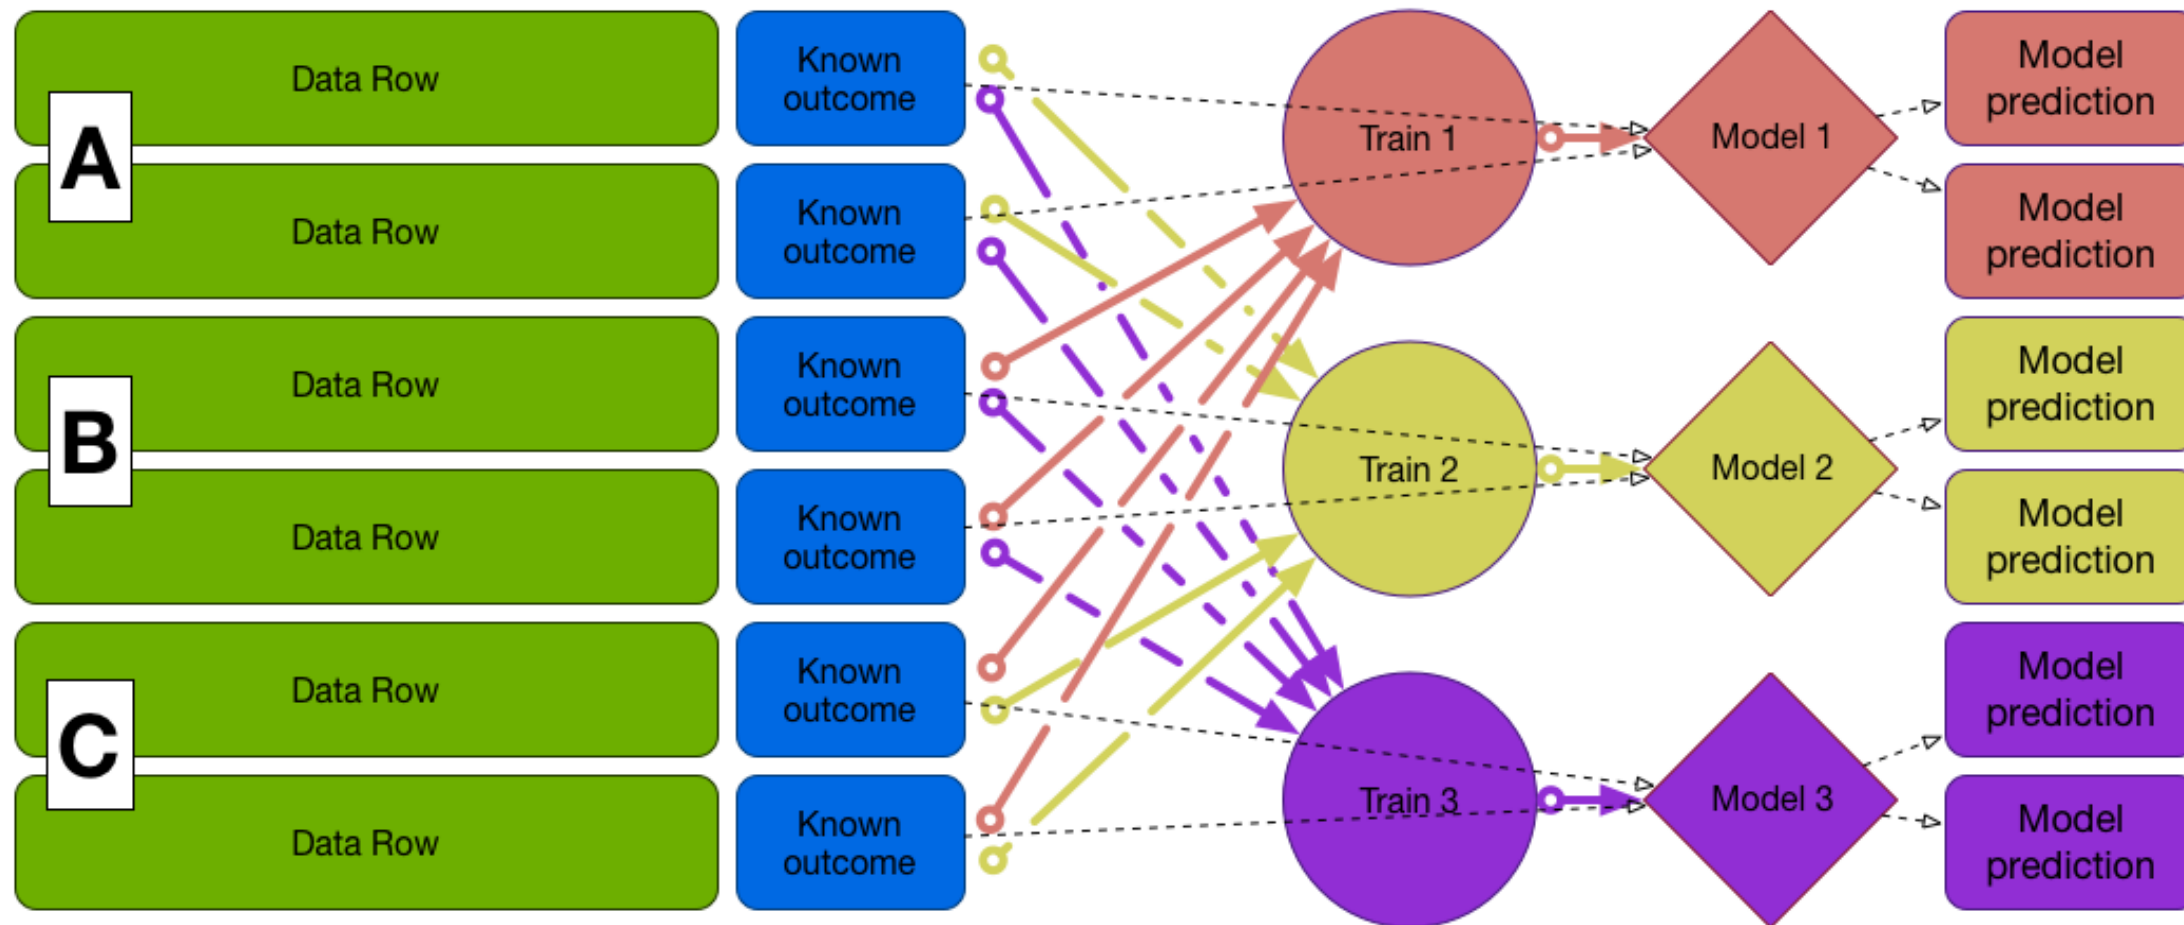 Data Row
Known
outcome
A
Data Row
Known
outcome
Data Row
Known
outcome
B
Data Row
Known
outcome
Data Row
Known
outcome
C
Data Row
Known
outcome
Train 1
Train 2
Train 3
Model 1
Model 2
Model 3
Model
prediction
Model
prediction
Model
prediction
Model
prediction
Model
prediction
Model
prediction